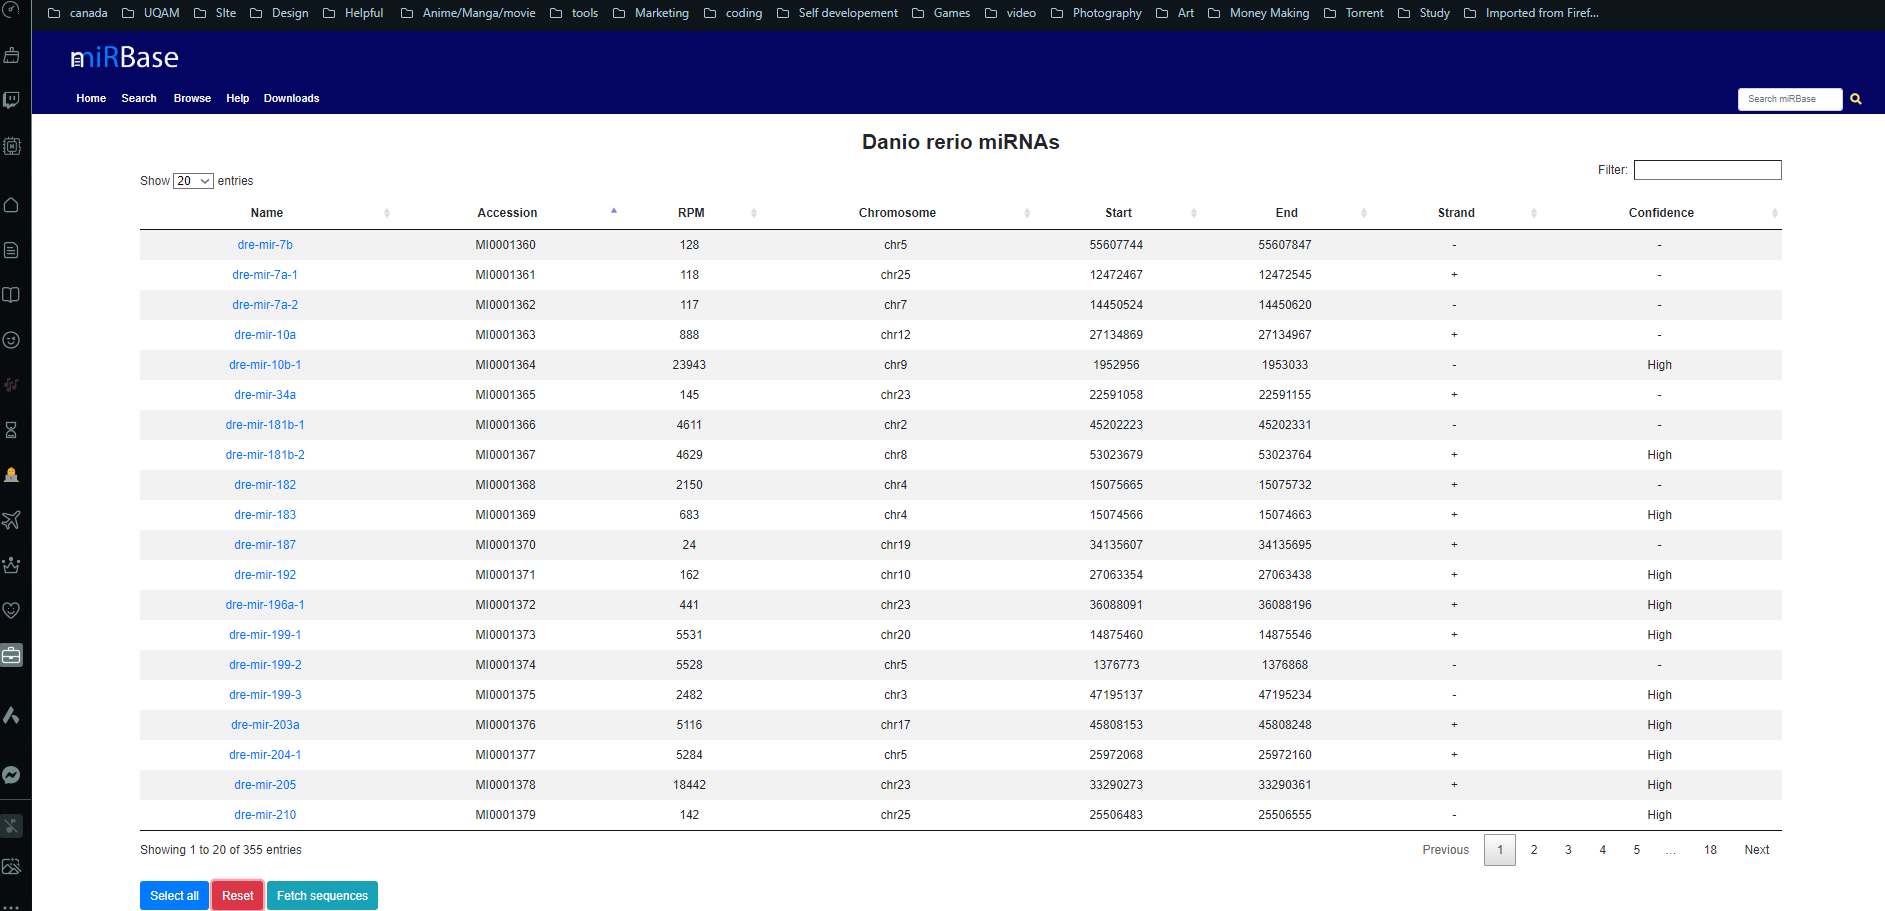 canada UQAM SIte Design Helpful Anime/Manga/movie tools Marketing coding Self developement Games video Photography Art Money Making Torrent Study Imported from Firef...
miRBase
Home Search Browse Help Downloads
Search miRBase
Danio rerio miRNAs
Filter:
Show 20 entries
Name Accession RPM Chromosome Start End Strand Confidence
dre-mir-7b MI0001360 128 chr5 55607744 55607847 - -
dre-mir-7a-1 MI0001361 118 chr25 12472467 12472545 + -
dre-mir-7a-2 MI0001362 117 chr7 14450524 14450620 - -
dre-mir-10a MI0001363 888 chr12 27134869 27134967 + -
dre-mir-10b-1 MI0001364 23943 chr9 1952956 1953033 - High
dre-mir-34a MI0001365 145 chr23 22591058 22591155 + -
dre-mir-181b-1 MI0001366 4611 chr2 45202223 45202331 - -
dre-mir-181b-2 MI0001367 4629 chr8 53023679 53023764 + High
dre-mir-182 MI0001368 2150 chr4 15075665 15075732 + -
dre-mir-183 MI0001369 683 chr4 15074566 15074663 + High
dre-mir-187 MI0001370 24 chr19 34135607 34135695 + -
dre-mir-192 MI0001371 162 chr10 27063354 27063438 + High
dre-mir-196a-1 MI0001372 441 chr23 36088091 36088196 + High
dre-mir-199-1 MI0001373 5531 chr20 14875460 14875546 + High
dre-mir-199-2 MI0001374 5528 chr5 1376773 1376868 - -
dre-mir-199-3 MI0001375 2482 chr3 47195137 47195234 - High
dre-mir-203a MI0001376 5116 chr17 45808153 45808248 + High
dre-mir-204-1 MI0001377 5284 chr5 25972068 25972160 + High
dre-mir-205 MI0001378 18442 chr23 33290273 33290361 + High
dre-mir-210 MI0001379 142 chr25 25506483 25506555 - High
Showing 1 to 20 of 355 entries Previous 1 2 3 4 5 ... 18 Next
Select all Reset Fetch sequences